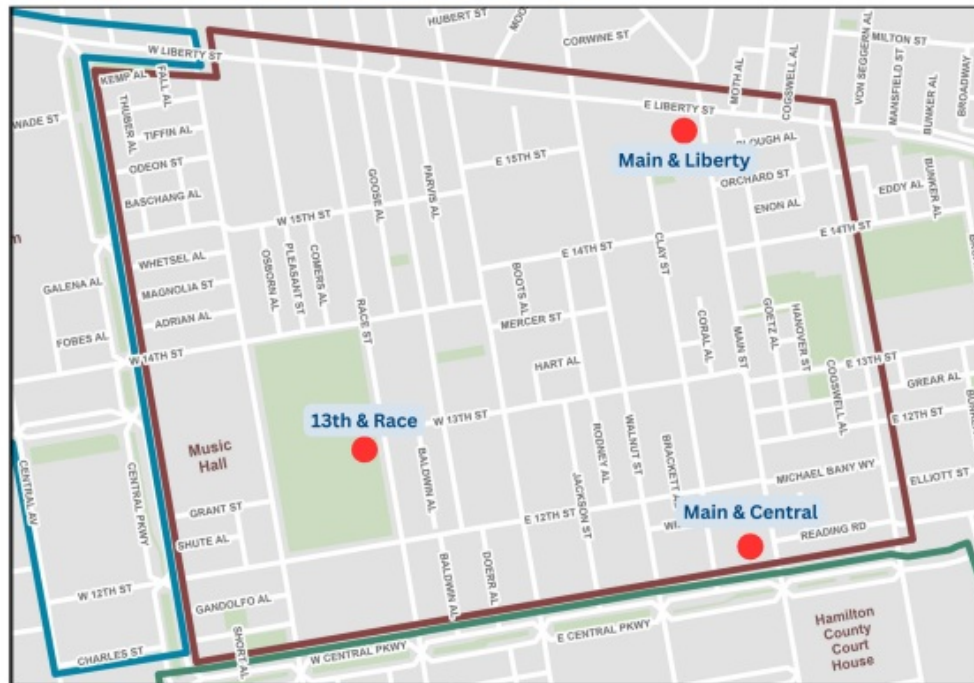 HUBERT ST
MOO
CORWINE ST
MILTON ST
W LIBERTY ST
KEMP AL
FALL AL
THUBER AL
WADE ST
TIFFIN AL
ODEON ST
BASCHANG AL
W 15TH ST
GOOSE AL
PARVIS AL
E 15TH ST
E LIBERTY ST
MOTH AL
COGSWELL AL
VON SEGGERN AL
MANSFIELD ST
BUNKER AL
BROADWAY
Main & Liberty
CLOUGH AL
ORCHARD ST
ENON AL
EDDY AL
BUNKER AL
E 14TH ST
E 14TH ST
m
GALENA AL
FOBES AL
WHETSEL AL
MAGNOLIA ST
ADRIAN AL
W 14TH ST
OSBORN AL
PLEASANT ST
COMERS AL
RACE ST
BOOTS AL
MERCER ST
HART AL
CLAY ST
CORAL AL
MAIN ST
GOETZ AL
HANOVER ST
COGSWELL AL
E 13TH ST
GREAR AL
E 12TH ST
13th & Race
W 13TH ST
Music
Hall
BALDWIN AL
RODNEY AL
WALNUT ST
BRACKETT AL
JACKSON ST
MICHAEL BANY WY
ELLIOTT ST
CENTRAL AV
CENTRAL PKWY
GRANT ST
SHUTE AL
E 12TH ST
Main & Central
READING RD
W 12TH ST
BALDWIN AL
DOERR AL
GANDOLFO AL
SHORT AL
CHARLES ST
W CENTRAL PKWY
E CENTRAL PKWY
Hamilton
County
Court
House